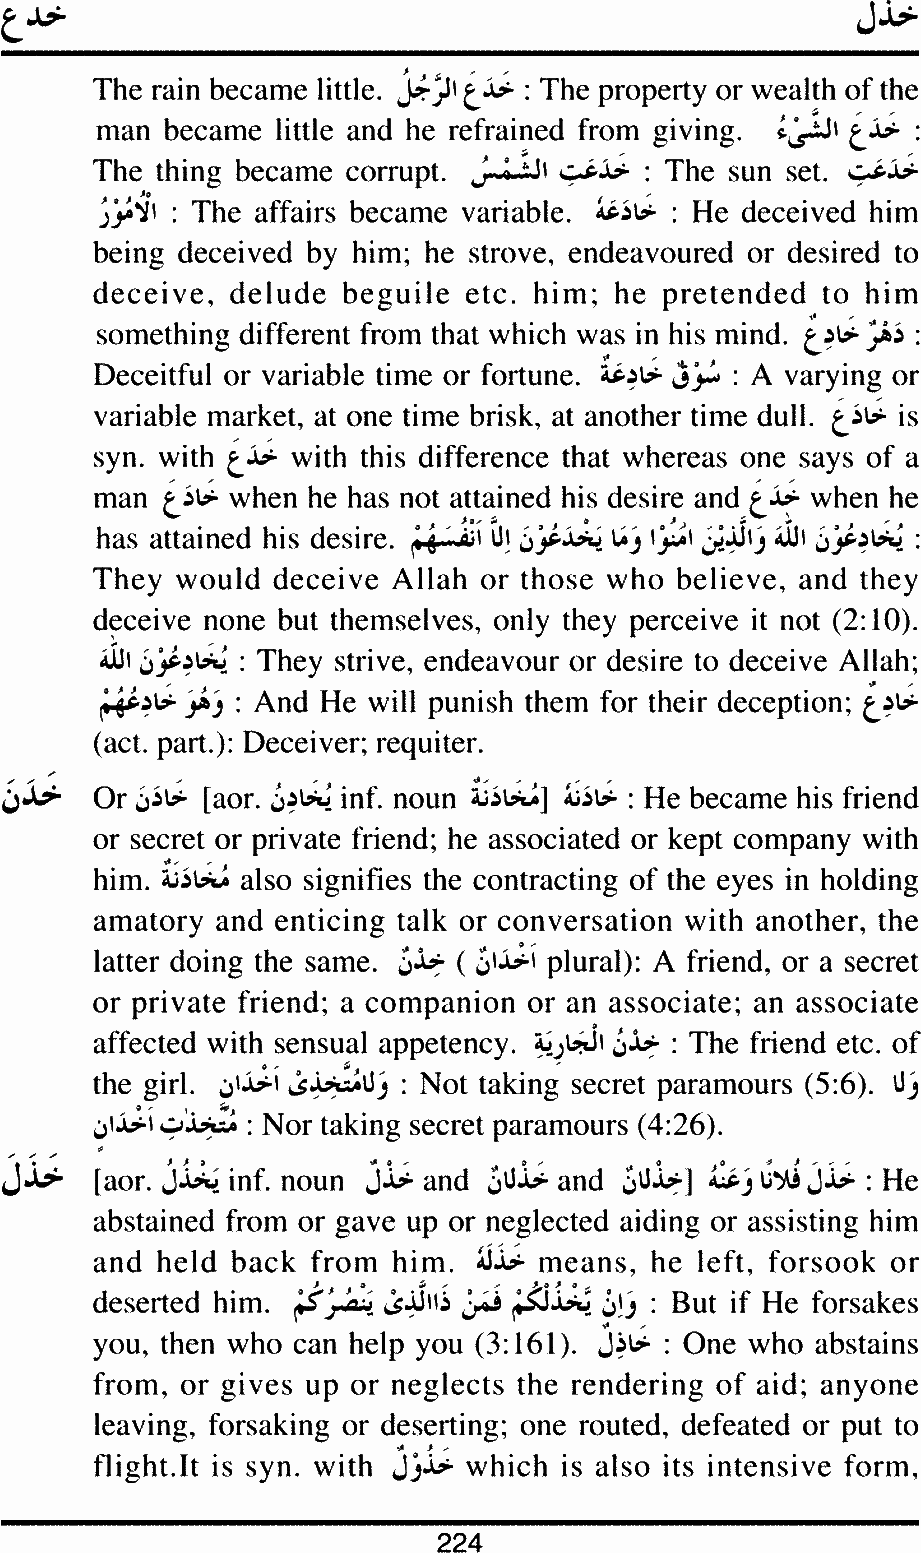 خدع خذل
The rain became little. خَدَعَ الرَّجُلُ : The property or wealth of the
man became little and he refrained from giving. خَدَعَ الشَّیْءُ :
The thing became corrupt. خَدَعَتِ الشَّمْسُ : The sun set. خَدَعَتِ
الْاُمُوْرُ : The affairs became variable. خَادَعَهُ : He deceived him
being deceived by him; he strove, endeavoured or desired to
deceive, delude beguile etc. him; he pretended to him
something different from that which was in his mind. دَهْرٌ خَادِعٌ :
Deceitful or variable time or fortune. سُوْقٌ خَادِعَةٌ : A varying or
variable market, at one time brisk, at another time dull. خَادَعَ is
syn. with خَدَعَ with this difference that whereas one says of a
man خَادَعَ when he has not attained his desire and خَدَعَ when he
has attained his desire. یُخَادِعُوْنَ اللّٰهَ وَالَّذِیْنَ اٰمَنُوْا وَمَا یَخْدَعُوْنَ اِلَّا اَنْفُسَهُمْ :
They would deceive Allah or those who believe, and they
deceive none but themselves, only they perceive it not (2:10).
یُخَادِعُوْنَ اللّٰهَ : They strive, endeavour or desire to deceive Allah;
وَهُوَ خَادِعُهُمْ : And He will punish them for their deception; خَادِعٌ
(act. part.): Deceiver; requiter.
خَدَنَ Or خَادَنَ [aor. یُخَادِنُ inf. noun مُخَادَنَةٌ] خَادَنَهُ : He became his friend
or secret or private friend; he associated or kept company with
him. مُخَادَنَةٌ also signifies the contracting of the eyes in holding
amatory and enticing talk or conversation with another, the
latter doing the same. خِدْنٌ ( اَخْدَانٌ plural): A friend, or a secret
or private friend; a companion or an associate; an associate
affected with sensual appetency. خِدْنُ الْجَارِیَةِ : The friend etc. of
the girl. وَلَامُتَّخِذِیْ اَخْدَانٍ : Not taking secret paramours (5:6). وَلَا
مُتَّخِذٰتِ اَخْدَانٍ : Nor taking secret paramours (4:26).
خَذَلَ [aor. یَخْذُلُ inf. noun خَذْلٌ and خَذْلَانٌ and خِذْلَانٌ] خَذَلَ فُلَانًا وَعَنْهُ : He
abstained from or gave up or neglected aiding or assisting him
and held back from him. خَذَلَهُ means, he left, forsook or
deserted him. وَاِنْ یَّخْذُلْكُمْ فَمَنْ ذَاالَّذِیْ یَنْصُرُكُمْ : But if He forsakes
you, then who can help you (3:161). خَاذِلٌ : One who abstains
from, or gives up or neglects the rendering of aid; anyone
leaving, forsaking or deserting; one routed, defeated or put to
flight.It is syn. with خَذُوْلٌ which is also its intensive form,
224